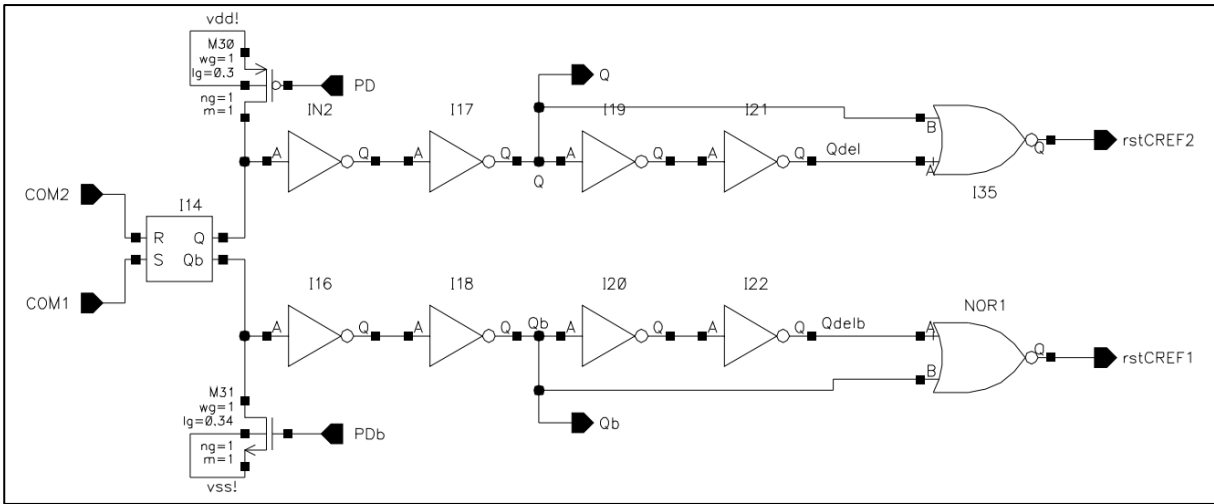 vdd!
M30
wg=1
lg=0.3
ng=1
m=1
PD
IN2
I17
Q
I19
I21
B
A Q A Q Q A Q A Q Qdel A
Q
rstCREF2
I35
COM2
I14
R Q
S Qb
COM1
I16
I18
I20
I22
NOR1
A Q A Q Qb A Q A Q Qdelb A
Q
rstCREF1
B
M31
wg=1
lg=0.34
ng=1
m=1
PDb
Qb
vss!